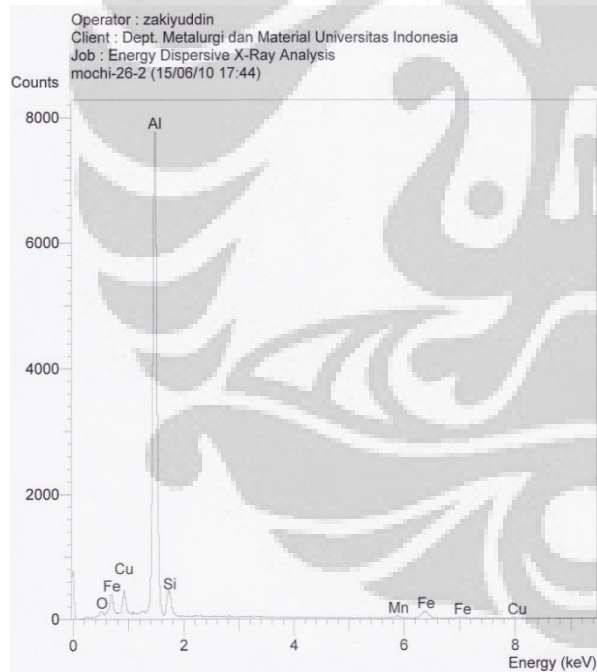 Operator : zakiyuddin
Client : Dept. Metalurgi dan Material Universitas Indonesia
Job : Energy Dispersive X-Ray Analysis
mochi-26-2 (15/06/10 17:44)
Counts
8000
Al
6000
4000
2000
Cu
Fe
Si
O
Mn Fe Fe Cu
0
0 2 4 6 8
Energy (keV)